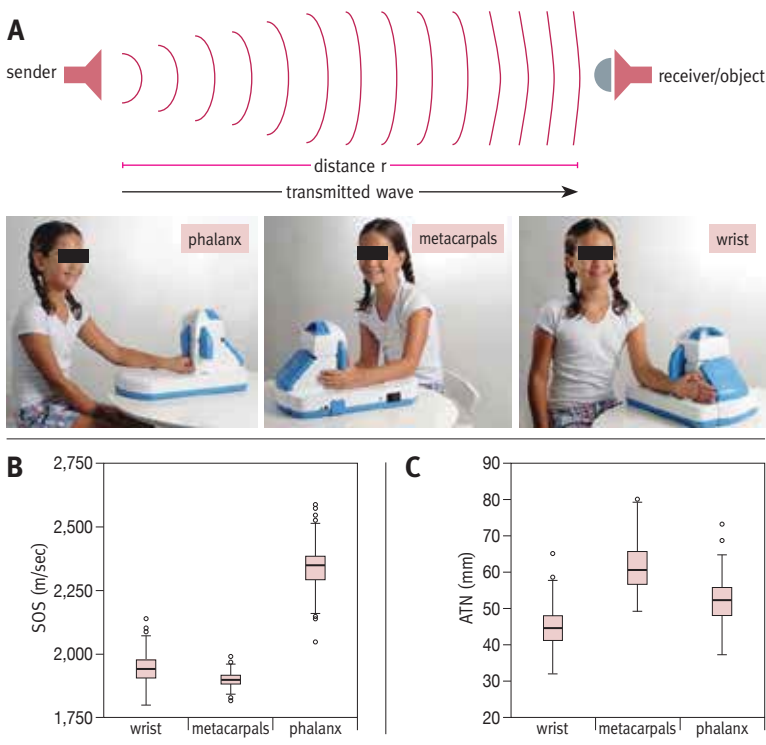 A
sender
receiver/object
distance r
transmitted wave
phalanx
metacarpals
wrist
B
2,750
2,500
2,250
2,000
1,750
SOS (m/sec)
wrist
metacarpals
phalanx
C
90
80
70
60
50
40
30
20
ATN (mm)
wrist
metacarpals
phalanx